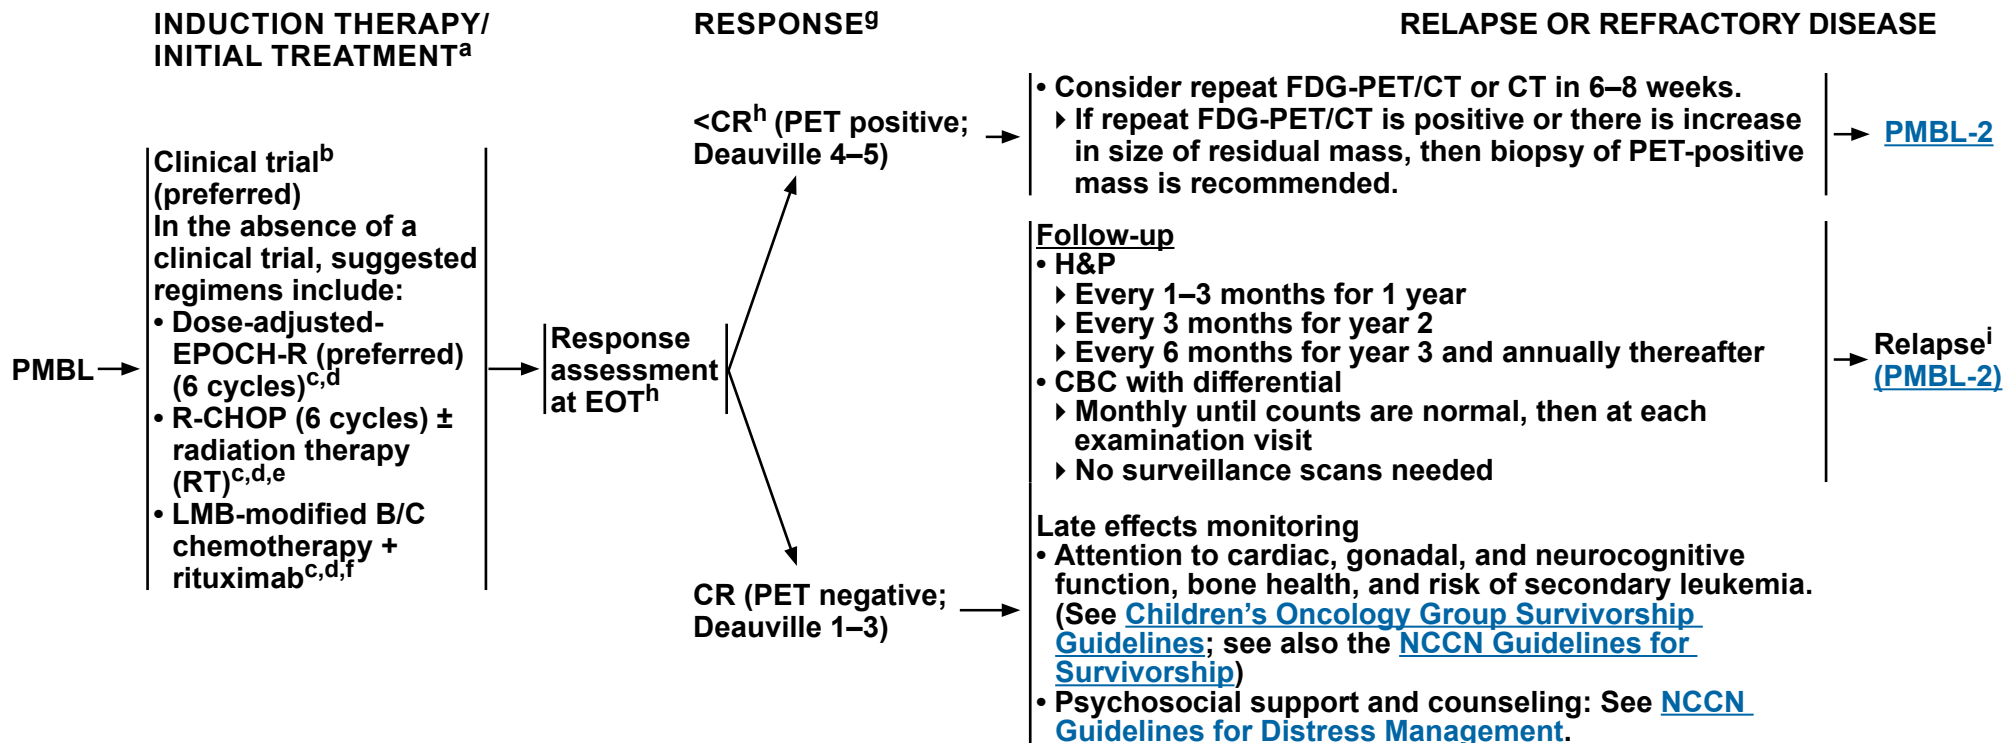 INDUCTION THERAPY/
INITIAL TREATMENTa
RESPONSEg
RELAPSE OR REFRACTORY DISEASE
PMBL
Clinical trialb
(preferred)
In the absence of a
clinical trial, suggested
regimens include:
• Dose-adjusted-
EPOCH-R (preferred)
(6 cycles)c,d
• R-CHOP (6 cycles) ±
radiation therapy
(RT)c,d,e
• LMB-modified B/C
chemotherapy +
rituximabc,d,f
Response
assessment
at EOTh
<CRh (PET positive;
Deauville 4–5)
• Consider repeat FDG-PET/CT or CT in 6–8 weeks.
▸ If repeat FDG-PET/CT is positive or there is increase
in size of residual mass, then biopsy of PET-positive
mass is recommended.
PMBL-2
CR (PET negative;
Deauville 1–3)
Follow-up
• H&P
▸ Every 1–3 months for 1 year
▸ Every 3 months for year 2
▸ Every 6 months for year 3 and annually thereafter
• CBC with differential
▸ Monthly until counts are normal, then at each
examination visit
▸ No surveillance scans needed
Relapsei
(PMBL-2)
Late effects monitoring
• Attention to cardiac, gonadal, and neurocognitive
function, bone health, and risk of secondary leukemia.
(See Children’s Oncology Group Survivorship
Guidelines; see also the NCCN Guidelines for
Survivorship)
• Psychosocial support and counseling: See NCCN
Guidelines for Distress Management.